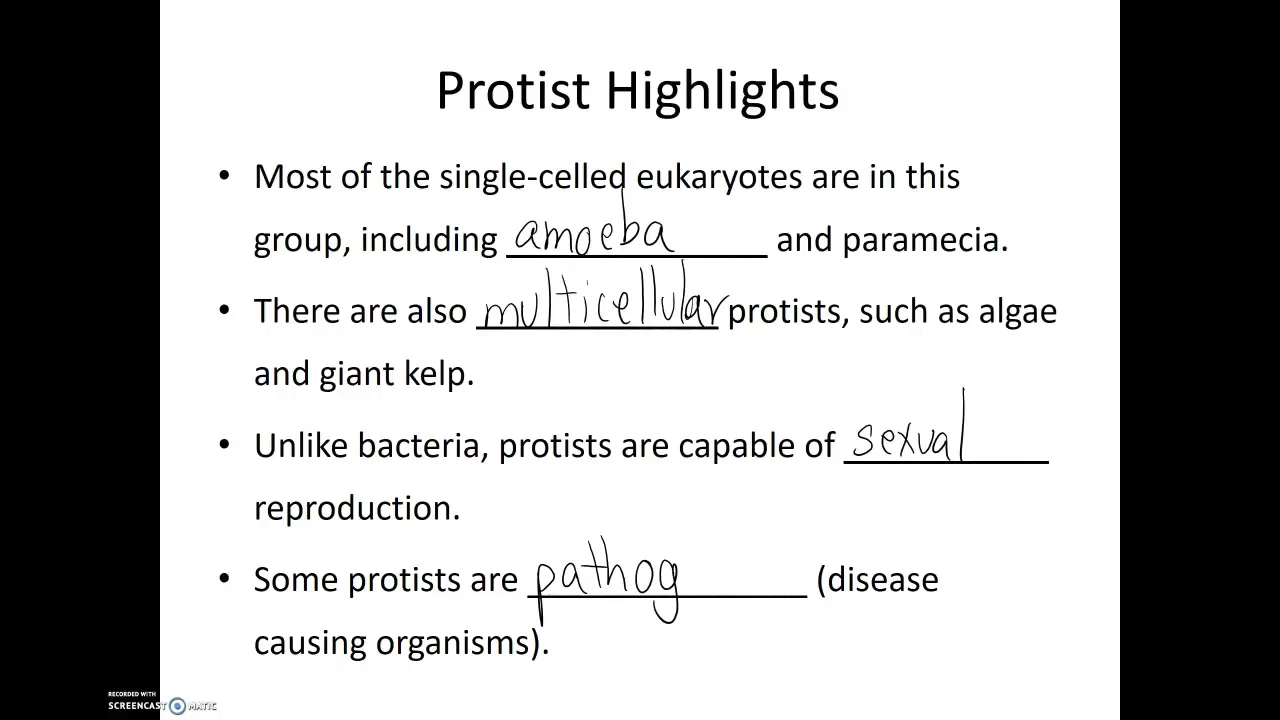 Protist Highlights
• Most of the single-celled eukaryotes are in this
group, including amoeba and paramecia.
• There are also multicellular protists, such as algae
and giant kelp.
• Unlike bacteria, protists are capable of sexual
reproduction.
• Some protists are pathog (disease
causing organisms).
RECORDED WITH
SCREENCAST MATIC